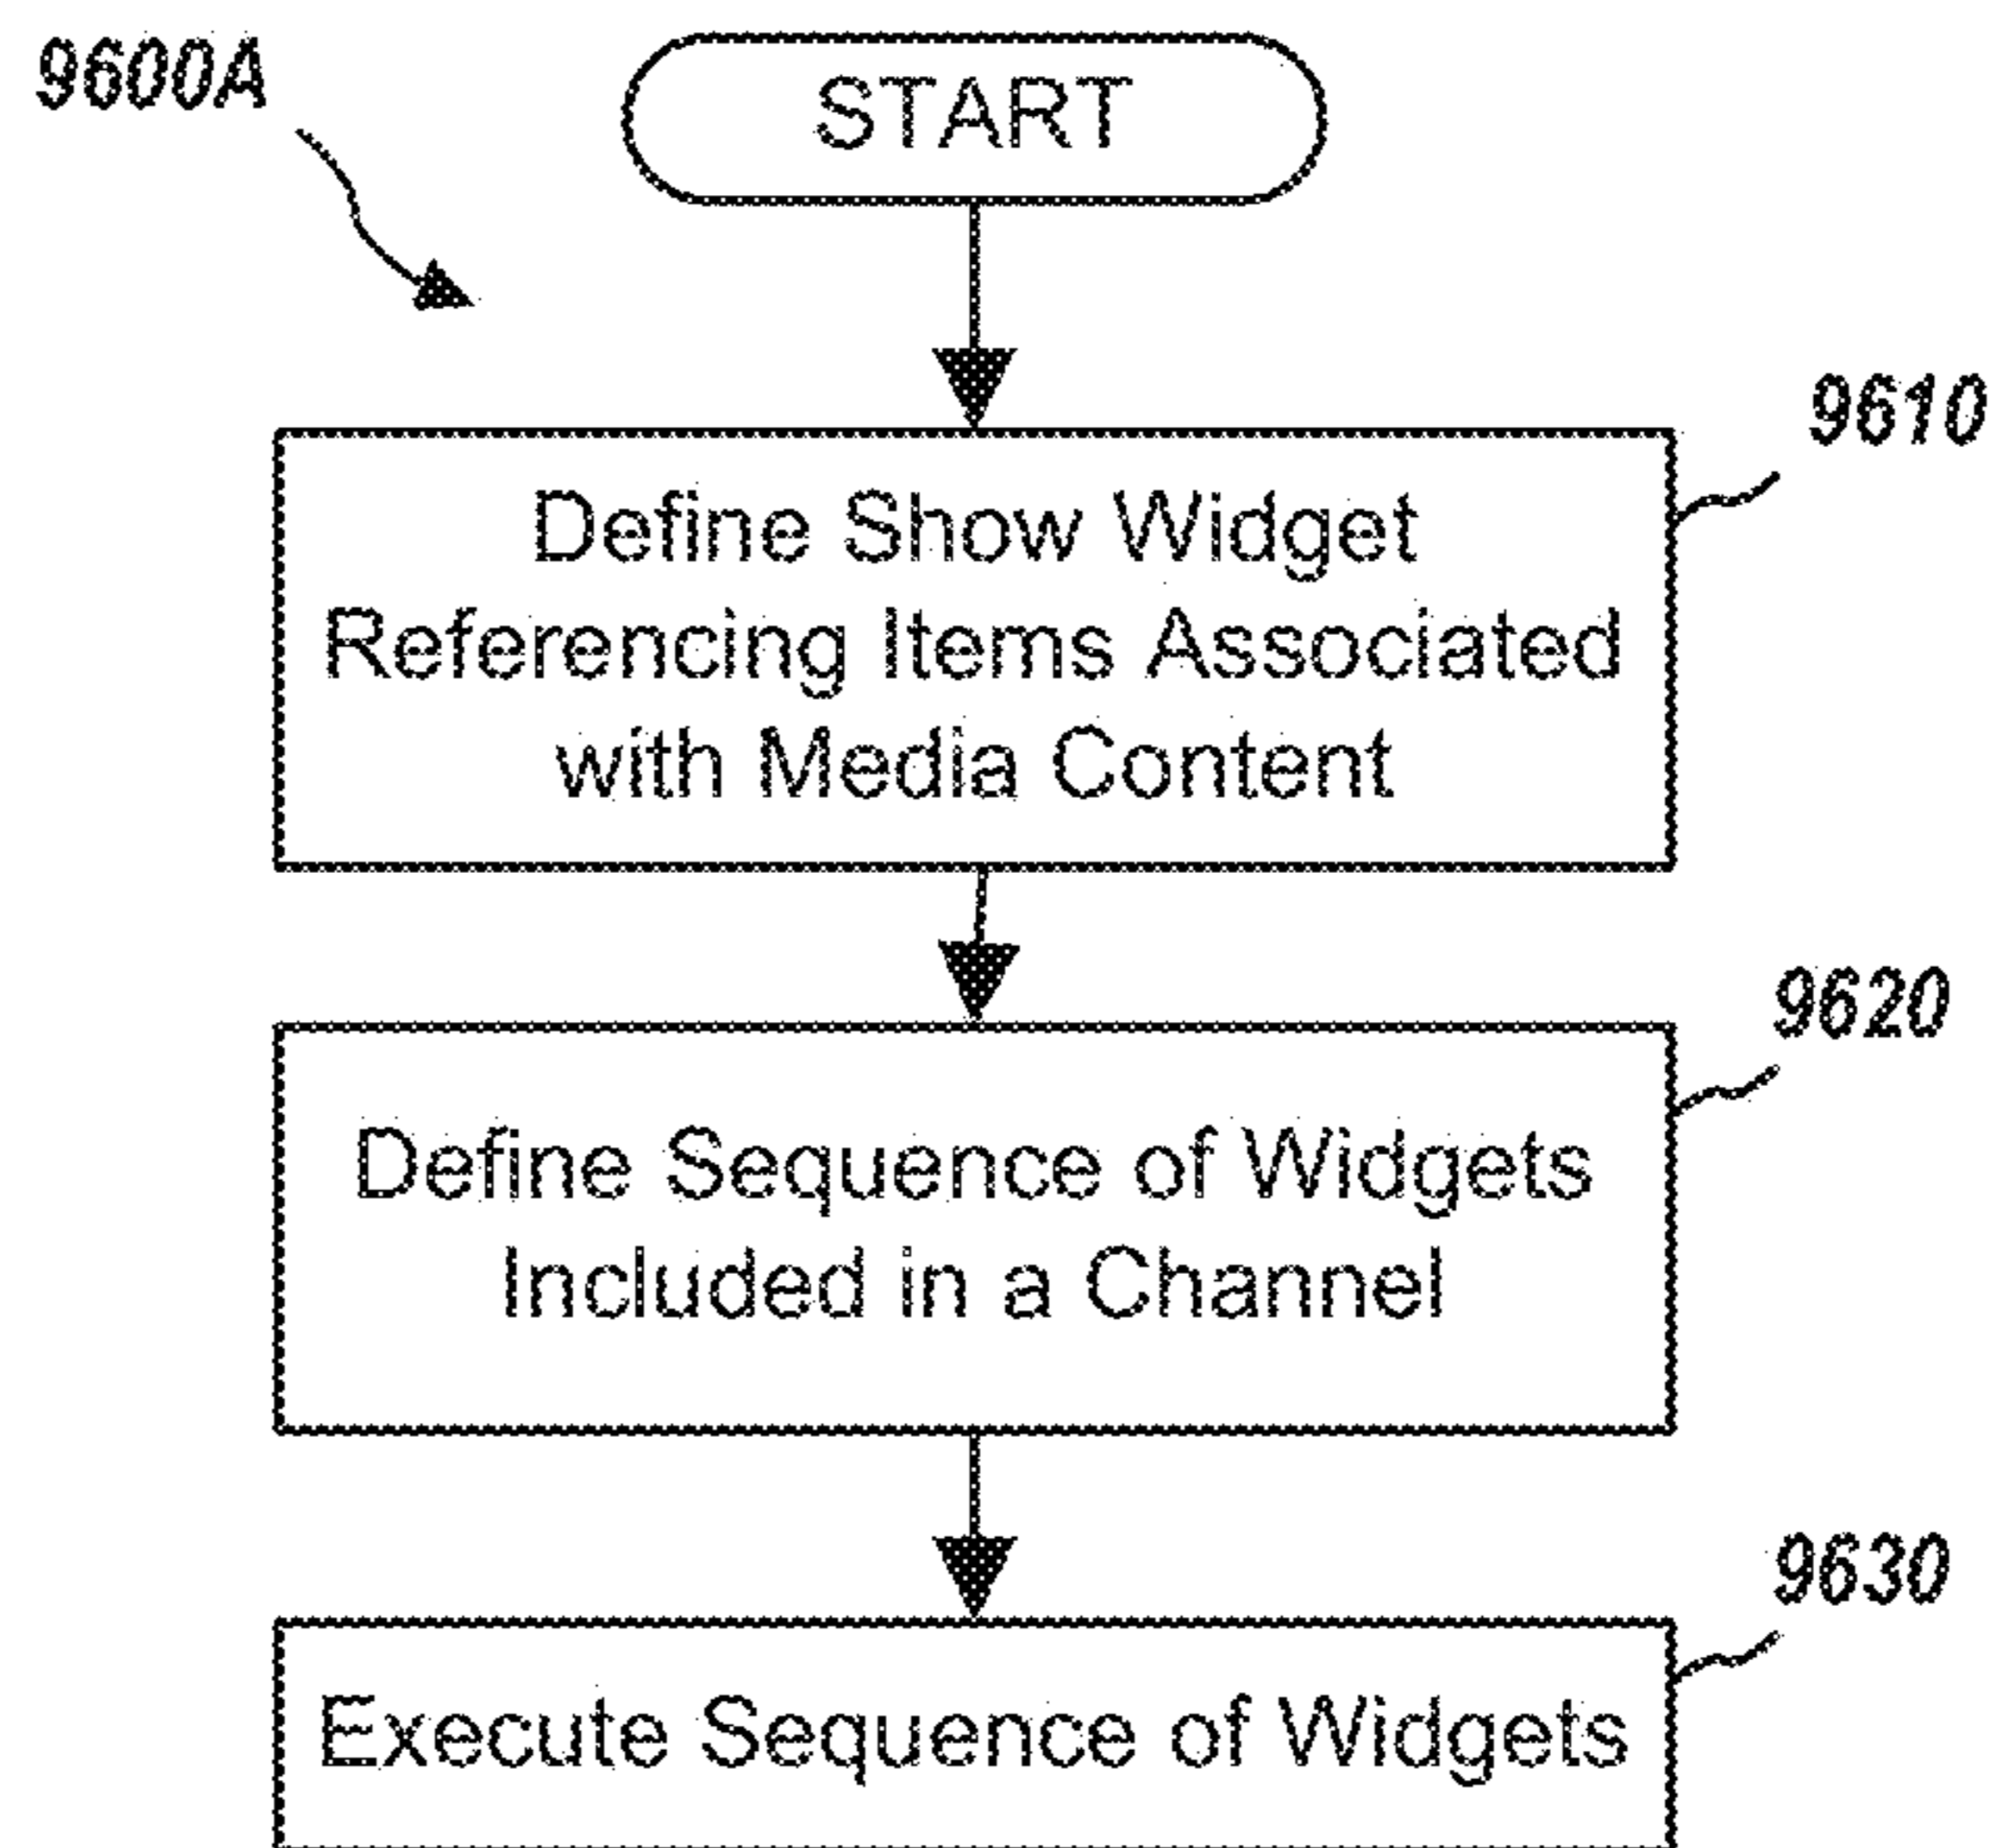 9600A
START
9610
Define Show Widget
Referencing Items Associated
with Media Content
9620
Define Sequence of Widgets
Included in a Channel
9630
Execute Sequence of Widgets